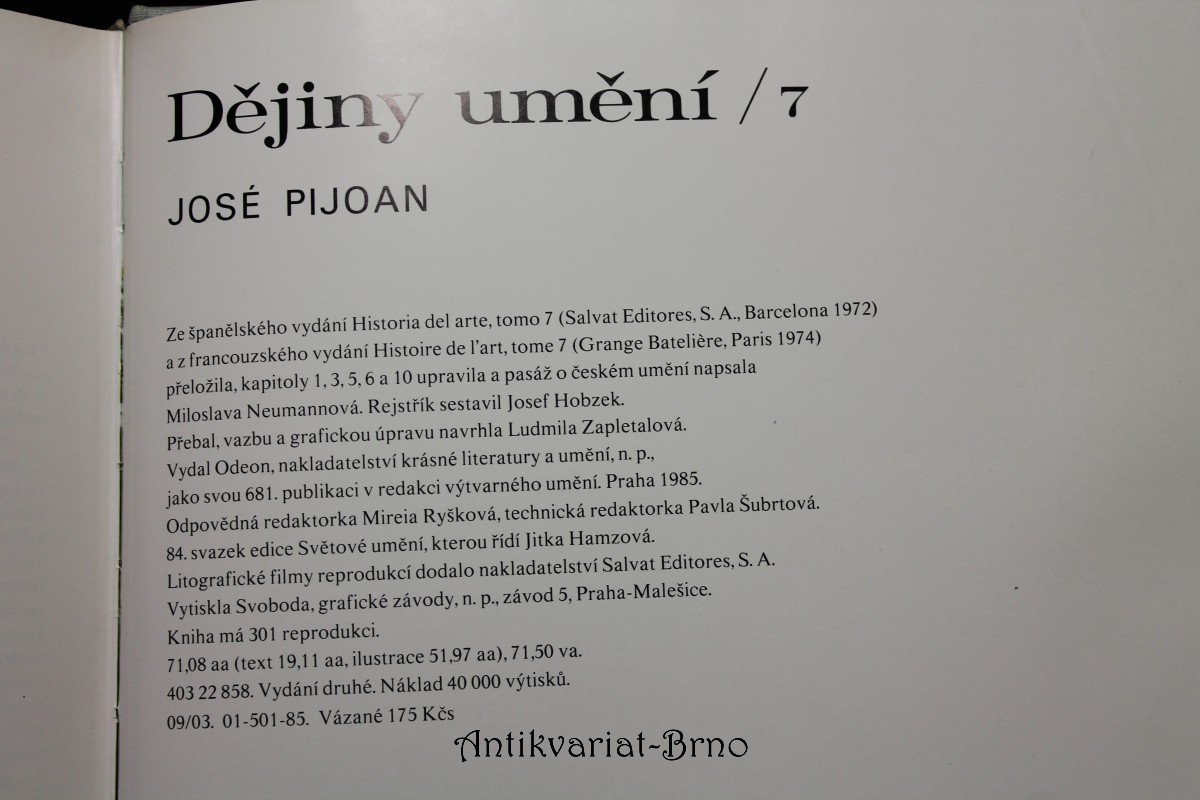 Dějiny umění / 7
JOSÉ PIJOAN
Ze španělského vydání Historia del arte, tomo 7 (Salvat Editores, S. A., Barcelona 1972)
a z francouzského vydání Histoire de l'art, tome 7 (Grange Batelière, Paris 1974)
přeložila, kapitoly 1, 3, 5, 6 a 10 upravila a pasáž o českém umění napsala
Miloslava Neumannová. Rejstřík sestavil Josef Hobzek.
Přebal, vazbu a grafickou úpravu navrhla Ludmila Zapletalová.
Vydal Odeon, nakladatelství krásné literatury a umění, n. p.,
jako svou 681. publikaci v redakci výtvarného umění. Praha 1985.
Odpovědná redaktorka Mireia Ryšková, technická redaktorka Pavla Šubrtová.
84. svazek edice Světové umění, kterou řídí Jitka Hamzová.
Litografické filmy reprodukcí dodalo nakladatelství Salvat Editores, S. A.
Vytiskla Svoboda, grafické závody, n. p., závod 5, Praha-Malešice.
Kniha má 301 reprodukci.
71,08 aa (text 19,11 aa, ilustrace 51,97 aa), 71,50 va.
403 22 858. Vydání druhé. Náklad 40 000 výtisků.
09/03. 01-501-85. Vázané 175 Kčs
Antikvariat-Brno